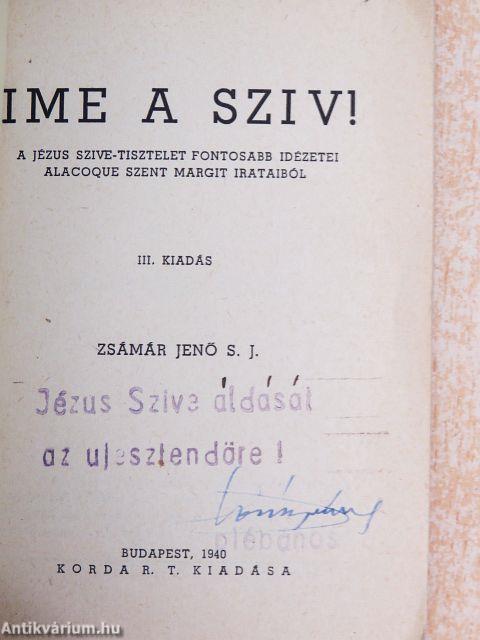 IME A SZIV!
A JÉZUS SZIVE-TISZTELET FONTOSABB IDÉZETEI
ALACOQUE SZENT MARGIT IRATAIBÓL
III. KIADÁS
ZSÁMÁR JENŐ S. J.
Jézus Szive áldását
az ujesztendőre!
plébános
BUDAPEST, 1940
KORDA R. T. KIADÁSA
Antikvárium.hu